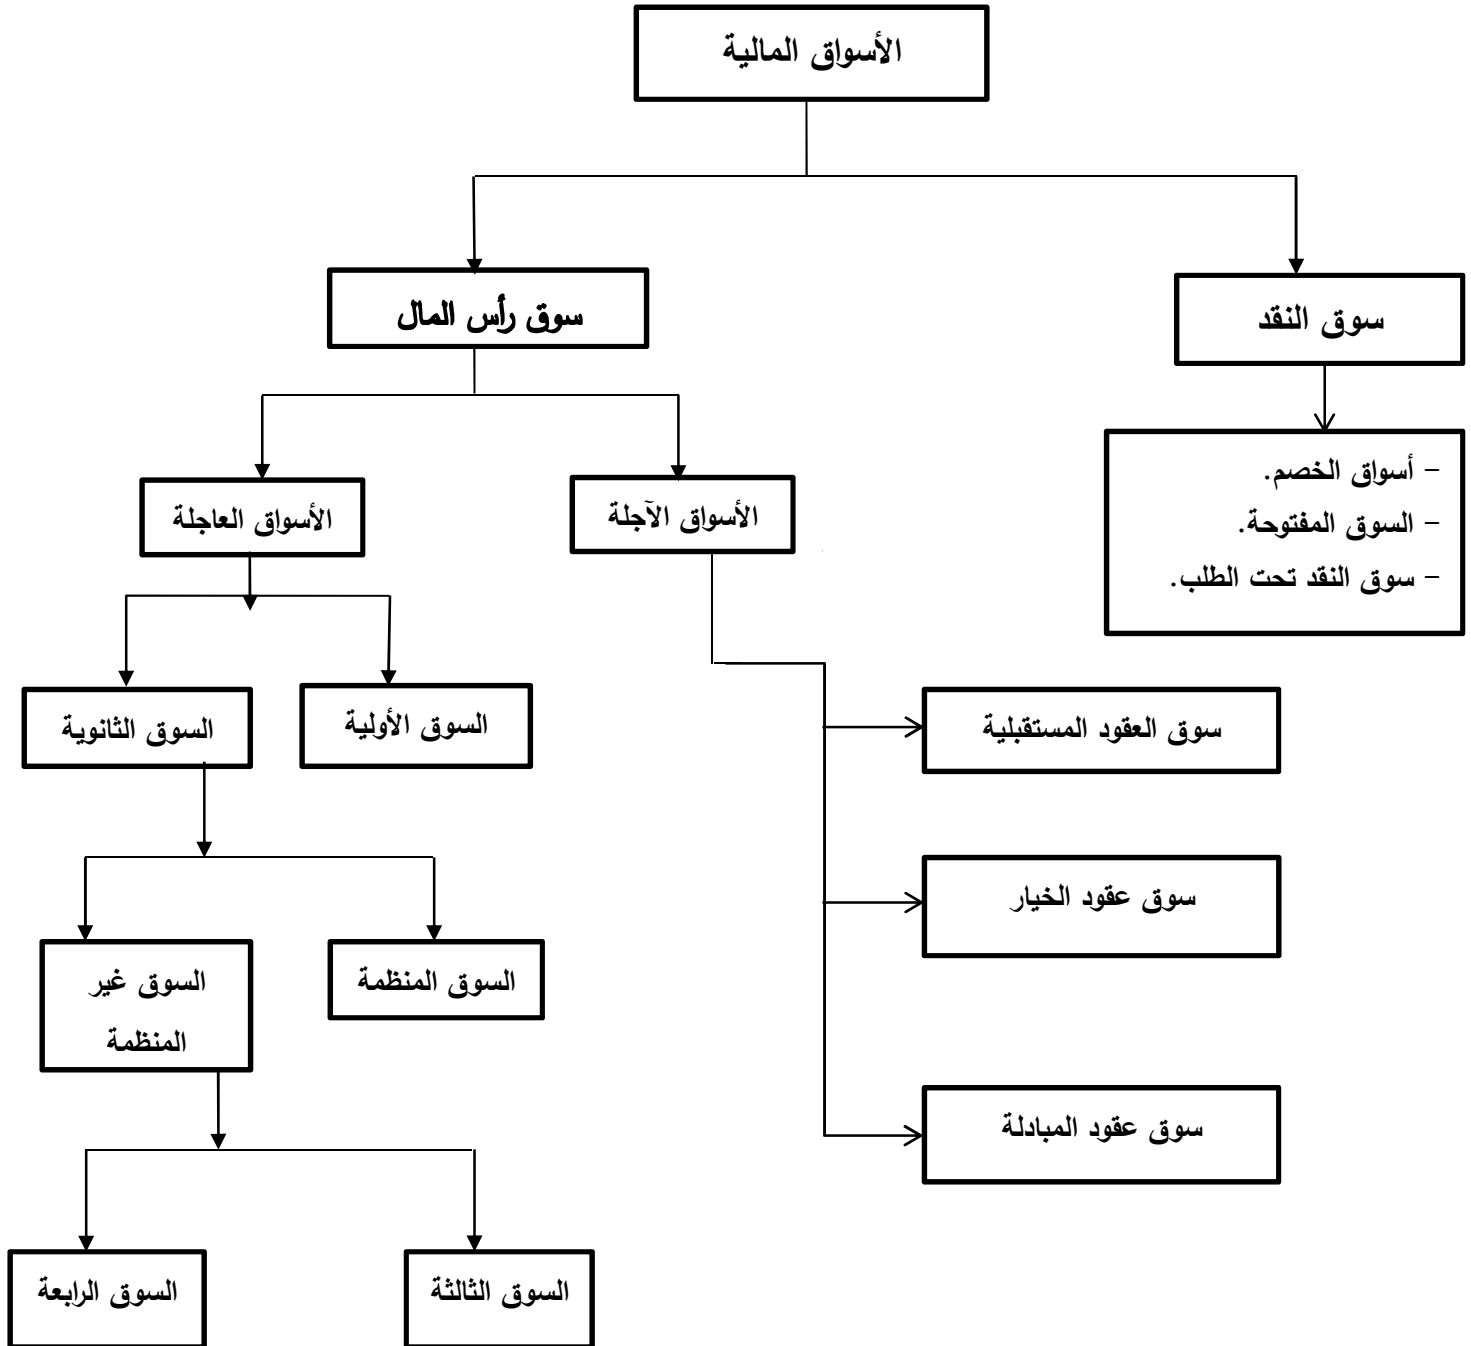 الأسواق المالية
سوق النقد
سوق رأس المال
- أسواق الخصم.
- السوق المفتوحة.
- سوق النقد تحت الطلب.
الأسواق الآجلة
الأسواق العاجلة
سوق العقود المستقبلية
السوق الأولية
السوق الثانوية
سوق عقود الخيار
السوق المنظمة
السوق غير
المنظمة
سوق عقود المبادلة
السوق الثالثة
السوق الرابعة